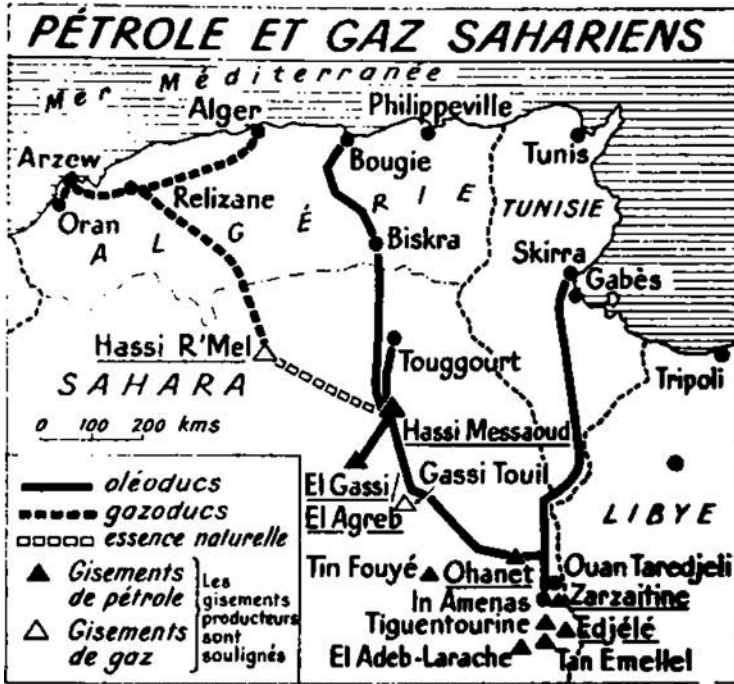 PÉTROLE ET GAZ SAHARIENS
Mer Méditerranée
Alger
Philippeville
Arzew
Bougie
Tunis
Relizane
Oran
ALGÉRIE
TUNISIE
Biskra
Skirra
Gabès
Hassi R'Mel
Touggourt
Tripoli
SAHARA
0 100 200 kms
Hassi Messaoud
El Gassi/
El Agreb
Gassi Touil
LIBYE
oléoducs
gazoducs
essence naturelle
Gisements
de pétrole
Gisements
de gaz
Les
gisements
producteurs
sont
soulignés
Tin Fouyé
Ohanet
Ouan Taredjeli
In Amenas
Zarzaitine
Tiguentourine
Edjélé
El Adeb-Larache
Tan Emellel